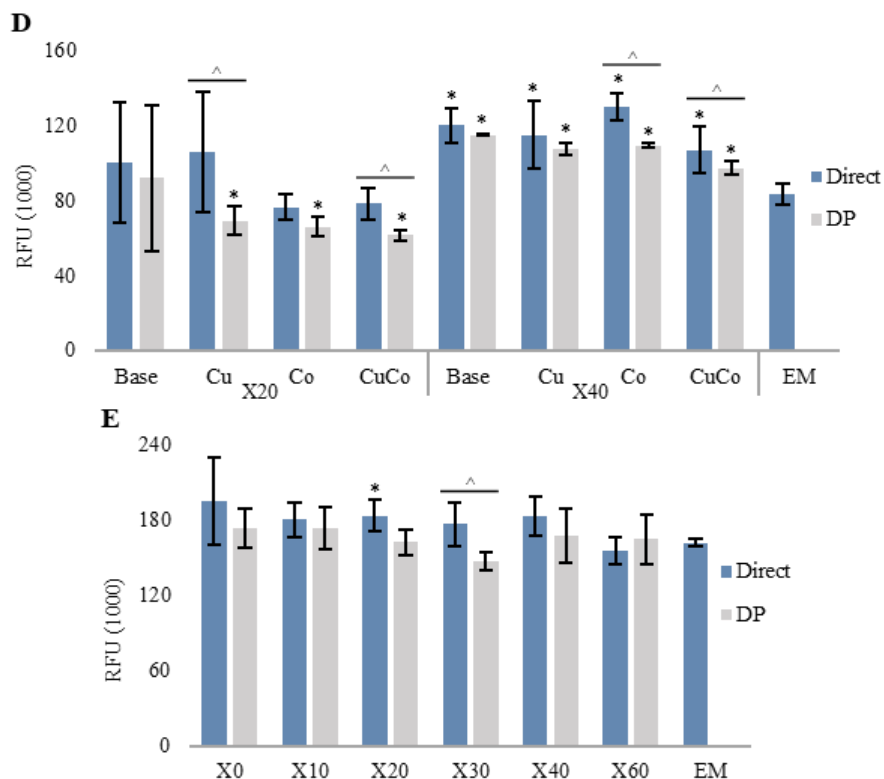 D
160
120
80
40
0
RFU (1000)
^
*
*
^
*
*
*
*
*
^
*
*
^
*
*
Base Cu Co CuCo Base Cu Co CuCo EM
X20 X40
Direct
DP
E
240
180
120
60
0
RFU (1000)
*
^
X0 X10 X20 X30 X40 X60 EM
Direct
DP